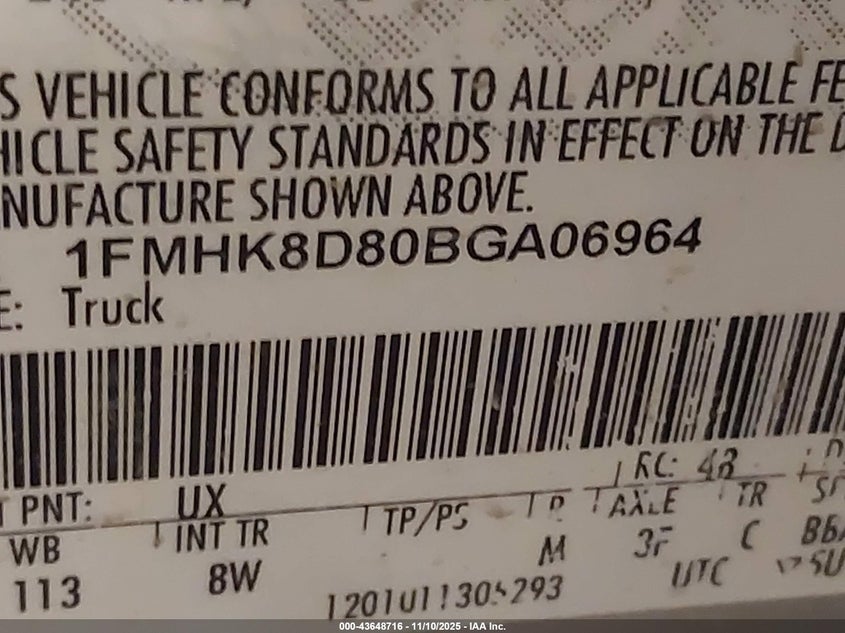 S VEHICLE CONFORMS TO ALL APPLICABLE FE
HICLE SAFETY STANDARDS IN EFFECT ON THE D
NUFACTURE SHOWN ABOVE.
1FMHK8D80BGA06964
E: Truck
RC: 48
PNT: UX
WB INT TR TP/PS R AXLE TR
113 8W M 3F C
UTC
000-43648716 - 11/10/2025 - IAA Inc.